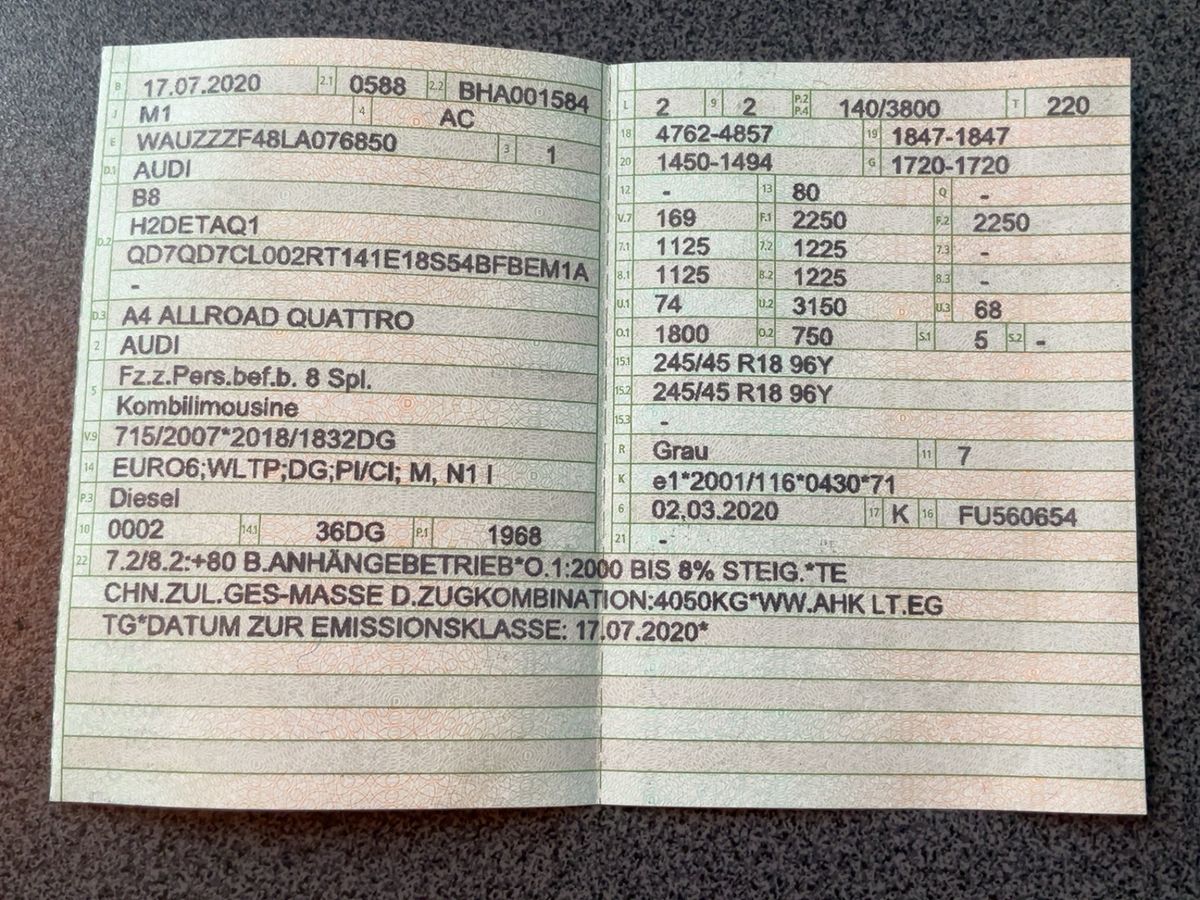 B 17.07.2020 2.1 0588 2.2 BHA001584
J M1 4 AC
E WAUZZZF48LA076850 3 1
D.1 AUDI
B8
D.2 H2DETAQ1
QD7QD7CL002RT141E18S54BFBEM1A
-
D.3 A4 ALLROAD QUATTRO
2 AUDI
5 Fz.z.Pers.bef.b. 8 Spl.
Kombilimousine
V.9 715/2007*2018/1832DG
14 EURO6;WLTP;DG;PI/CI; M, N1 I
P.3 Diesel
10 0002 14.1 36DG P.1 1968
L 2 9 2 P.2 P.4 140/3800 T 220
18 4762-4857 19 1847-1847
20 1450-1494 G 1720-1720
12 - 13 80 Q -
V.7 169 F.1 2250 F.2 2250
7.1 1125 7.2 1225 7.3 -
8.1 1125 8.2 1225 8.3 -
U.1 74 U.2 3150 U.3 68
O.1 1800 O.2 750 S.1 5 S.2 -
15.1 245/45 R18 96Y
15.2 245/45 R18 96Y
15.3 -
R Grau 11 7
K e1*2001/116*0430*71
6 02.03.2020 17 K 16 FU560654
21 -
22 7.2/8.2:+80 B.ANHÄNGEBETRIEB*O.1:2000 BIS 8% STEIG.*TE
CHN.ZUL.GES-MASSE D.ZUGKOMBINATION:4050KG*WW.AHK LT.EG
TG*DATUM ZUR EMISSIONSKLASSE: 17.07.2020*